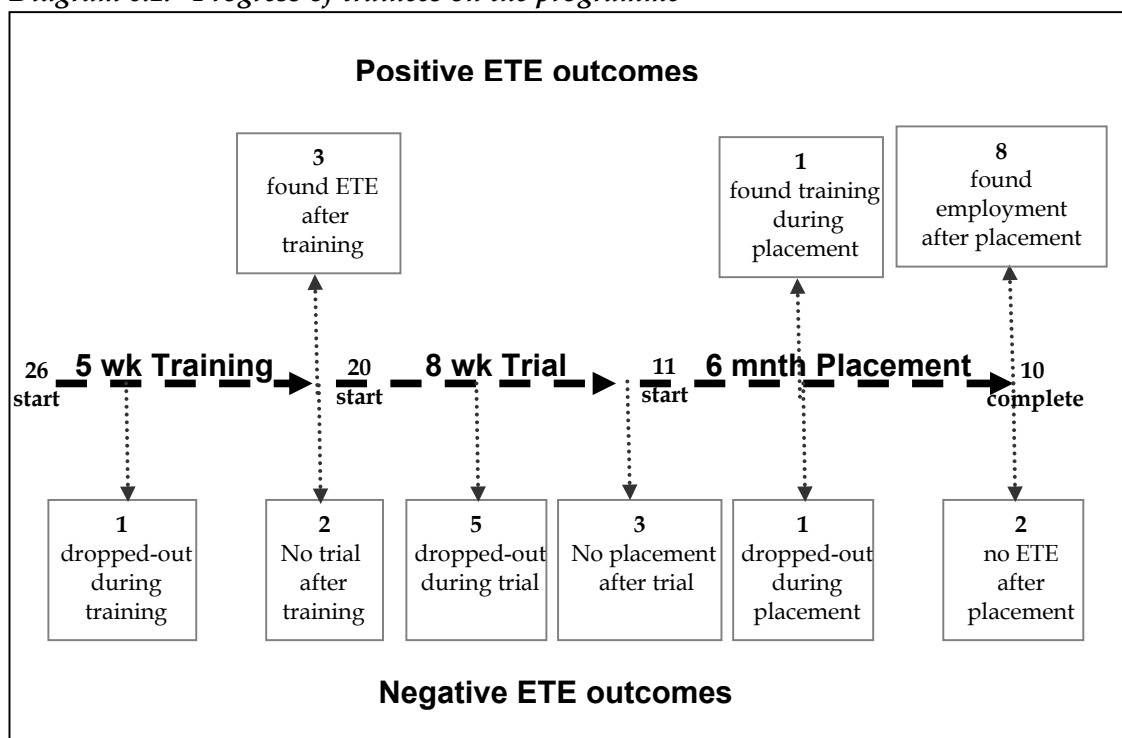 Diagram 6.1: Progress of trainees on the programme
Positive ETE outcomes
3
found ETE
after
training
1
found training
during
placement
8
found
employment
after placement
26
start
5 wk Training
20
start
8 wk Trial
11
start
6 mnth Placement
10
complete
1
dropped-out
during
training
2
No trial
after
training
5
dropped-out
during trial
3
No placement
after trial
1
dropped-out
during
placement
2
no ETE
after
placement
Negative ETE outcomes